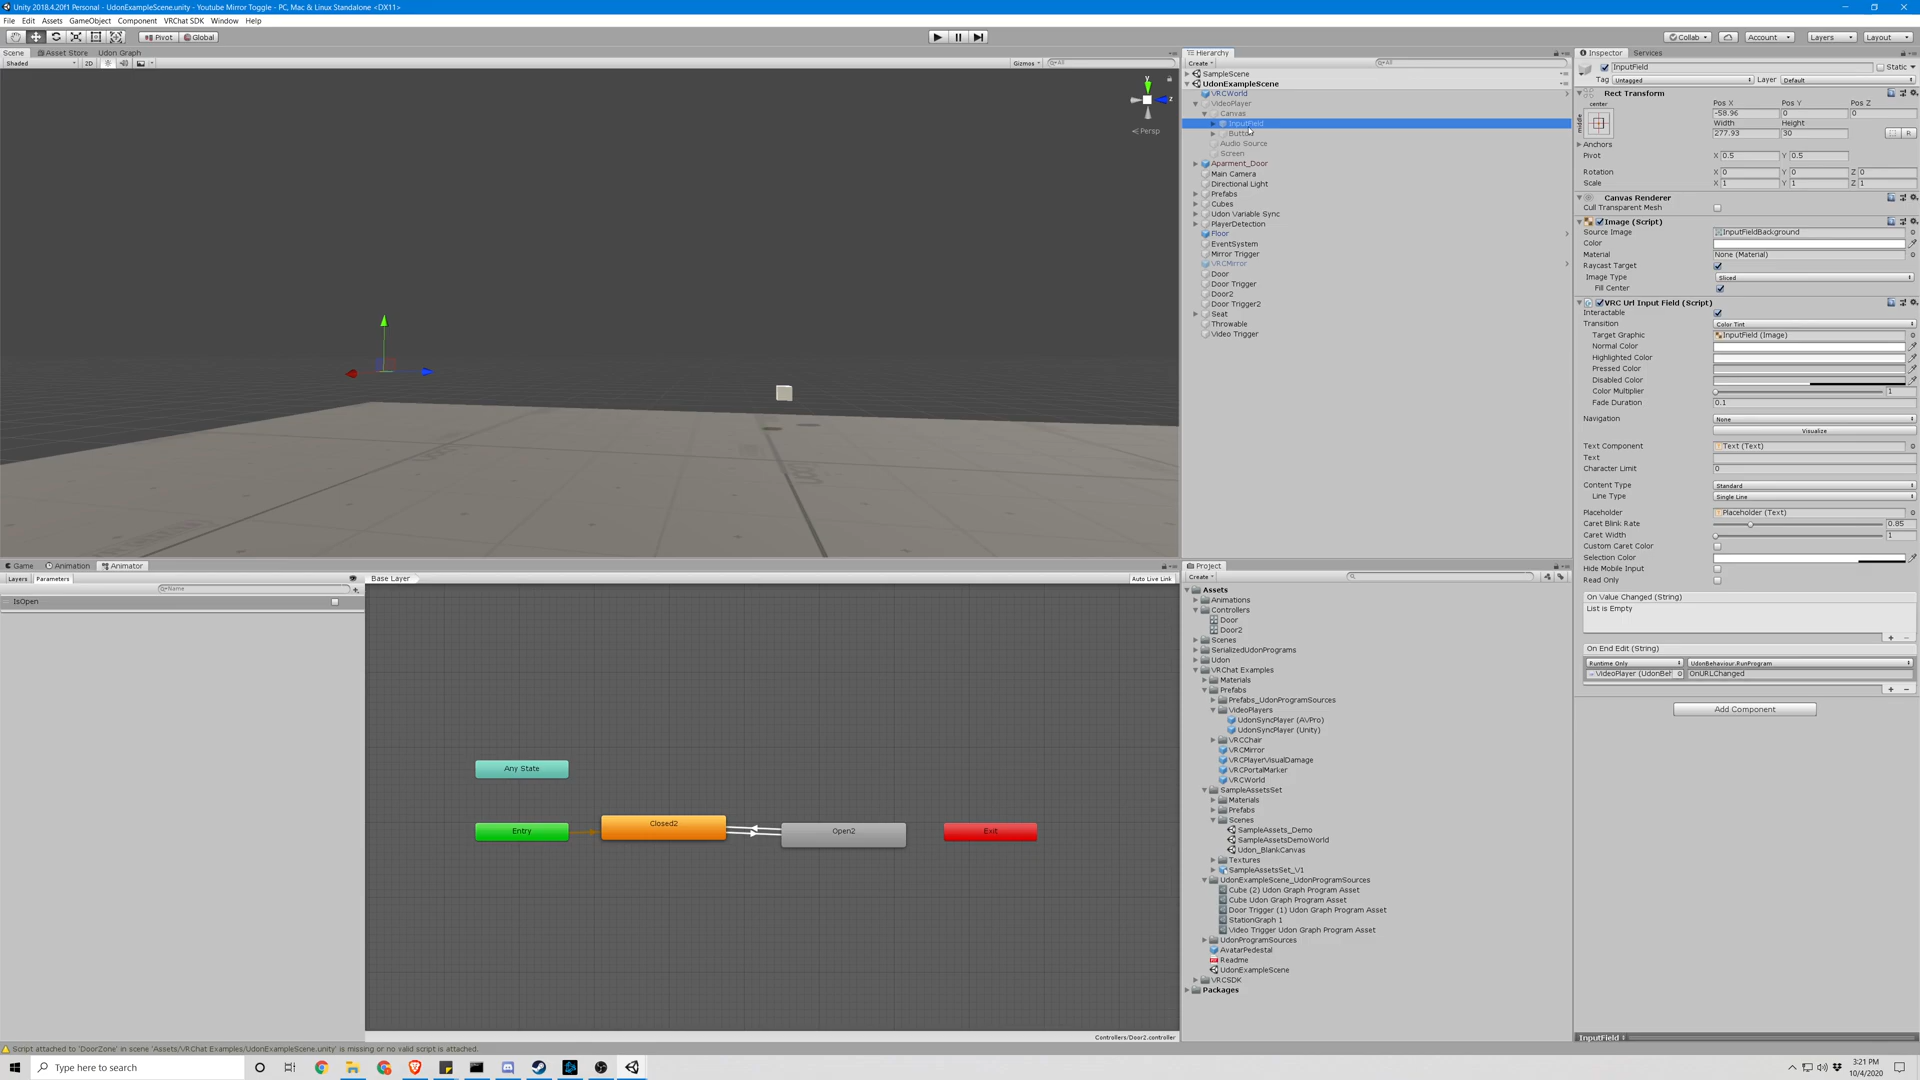 Unity 2018.4.20f1 Personal - UdonExampleScene.unity - Youtube Mirror Toggle - PC, Mac & Linux Standalone <DX11>
File Edit Assets GameObject Component VRChat SDK Window Help
Pivot Global Collab Account Layers Layout
Scene Asset Store Udon Graph
Shaded 2D Gizmos All
y
z
Persp
Hierarchy
Create All
SampleScene
UdonExampleScene
VRCWorld
VideoPlayer
Canvas
InputField
Button
Audio Source
Screen
Aparment_Door
Main Camera
Directional Light
Prefabs
Cubes
Udon Variable Sync
PlayerDetection
Floor
EventSystem
Mirror Trigger
VRCMirror
Door
Door Trigger
Door2
Door Trigger2
Seat
Throwable
Video Trigger
Inspector Services
InputField Static
Tag Untagged Layer Default
Rect Transform
center Pos X Pos Y Pos Z
middle -58.96 0 0
Width Height
277.93 30 R
Anchors
Pivot X 0.5 Y 0.5
Rotation X 0 Y 0 Z 0
Scale X 1 Y 1 Z 1
Canvas Renderer
Cull Transparent Mesh
Image (Script)
Source Image InputFieldBackground
Color
Material None (Material)
Raycast Target
Image Type Sliced
Fill Center
VRC Url Input Field (Script)
Interactable
Transition Color Tint
Target Graphic InputField (Image)
Normal Color
Highlighted Color
Pressed Color
Disabled Color
Color Multiplier 1
Fade Duration 0.1
Navigation None
Visualize
Text Component Text (Text)
Text
Character Limit 0
Content Type Standard
Line Type Single Line
Placeholder Placeholder (Text)
Caret Blink Rate 0.85
Caret Width 1
Custom Caret Color
Selection Color
Hide Mobile Input
Read Only
On Value Changed (String)
List is Empty
On End Edit (String)
Runtime Only UdonBehaviour.RunProgram
VideoPlayer (UdonBeh OnURLChanged
Add Component
InputField
Game Animation Animator
Layers Parameters Base Layer Auto Live Link
Name
IsOpen
Any State
Entry Closed2 Open2 Exit
Controllers/Door2.controller
Project
Create
Assets
Animations
Controllers
Door
Door2
Scenes
SerializedUdonPrograms
Udon
VRChat Examples
Materials
Prefabs
Prefabs_UdonProgramSources
VideoPlayers
UdonSyncPlayer (AVPro)
UdonSyncPlayer (Unity)
VRCChair
VRCMirror
VRCPlayerVisualDamage
VRCPortalMarker
VRCWorld
SampleAssetsSet
Materials
Prefabs
Scenes
SampleAssets_Demo
SampleAssetsDemoWorld
Udon_BlankCanvas
Textures
SampleAssetsSet_V1
UdonExampleScene_UdonProgramSources
Cube (2) Udon Graph Program Asset
Cube Udon Graph Program Asset
Door Trigger (1) Udon Graph Program Asset
StationGraph 1
Video Trigger Udon Graph Program Asset
UdonProgramSources
AvatarPedestal
Readme
UdonExampleScene
VRCSDK
Packages
Script attached to 'DoorZone' in scene 'Assets/VRChat Examples/UdonExampleScene.unity' is missing or no valid script is attached.
Type here to search
3:21 PM
10/4/2020